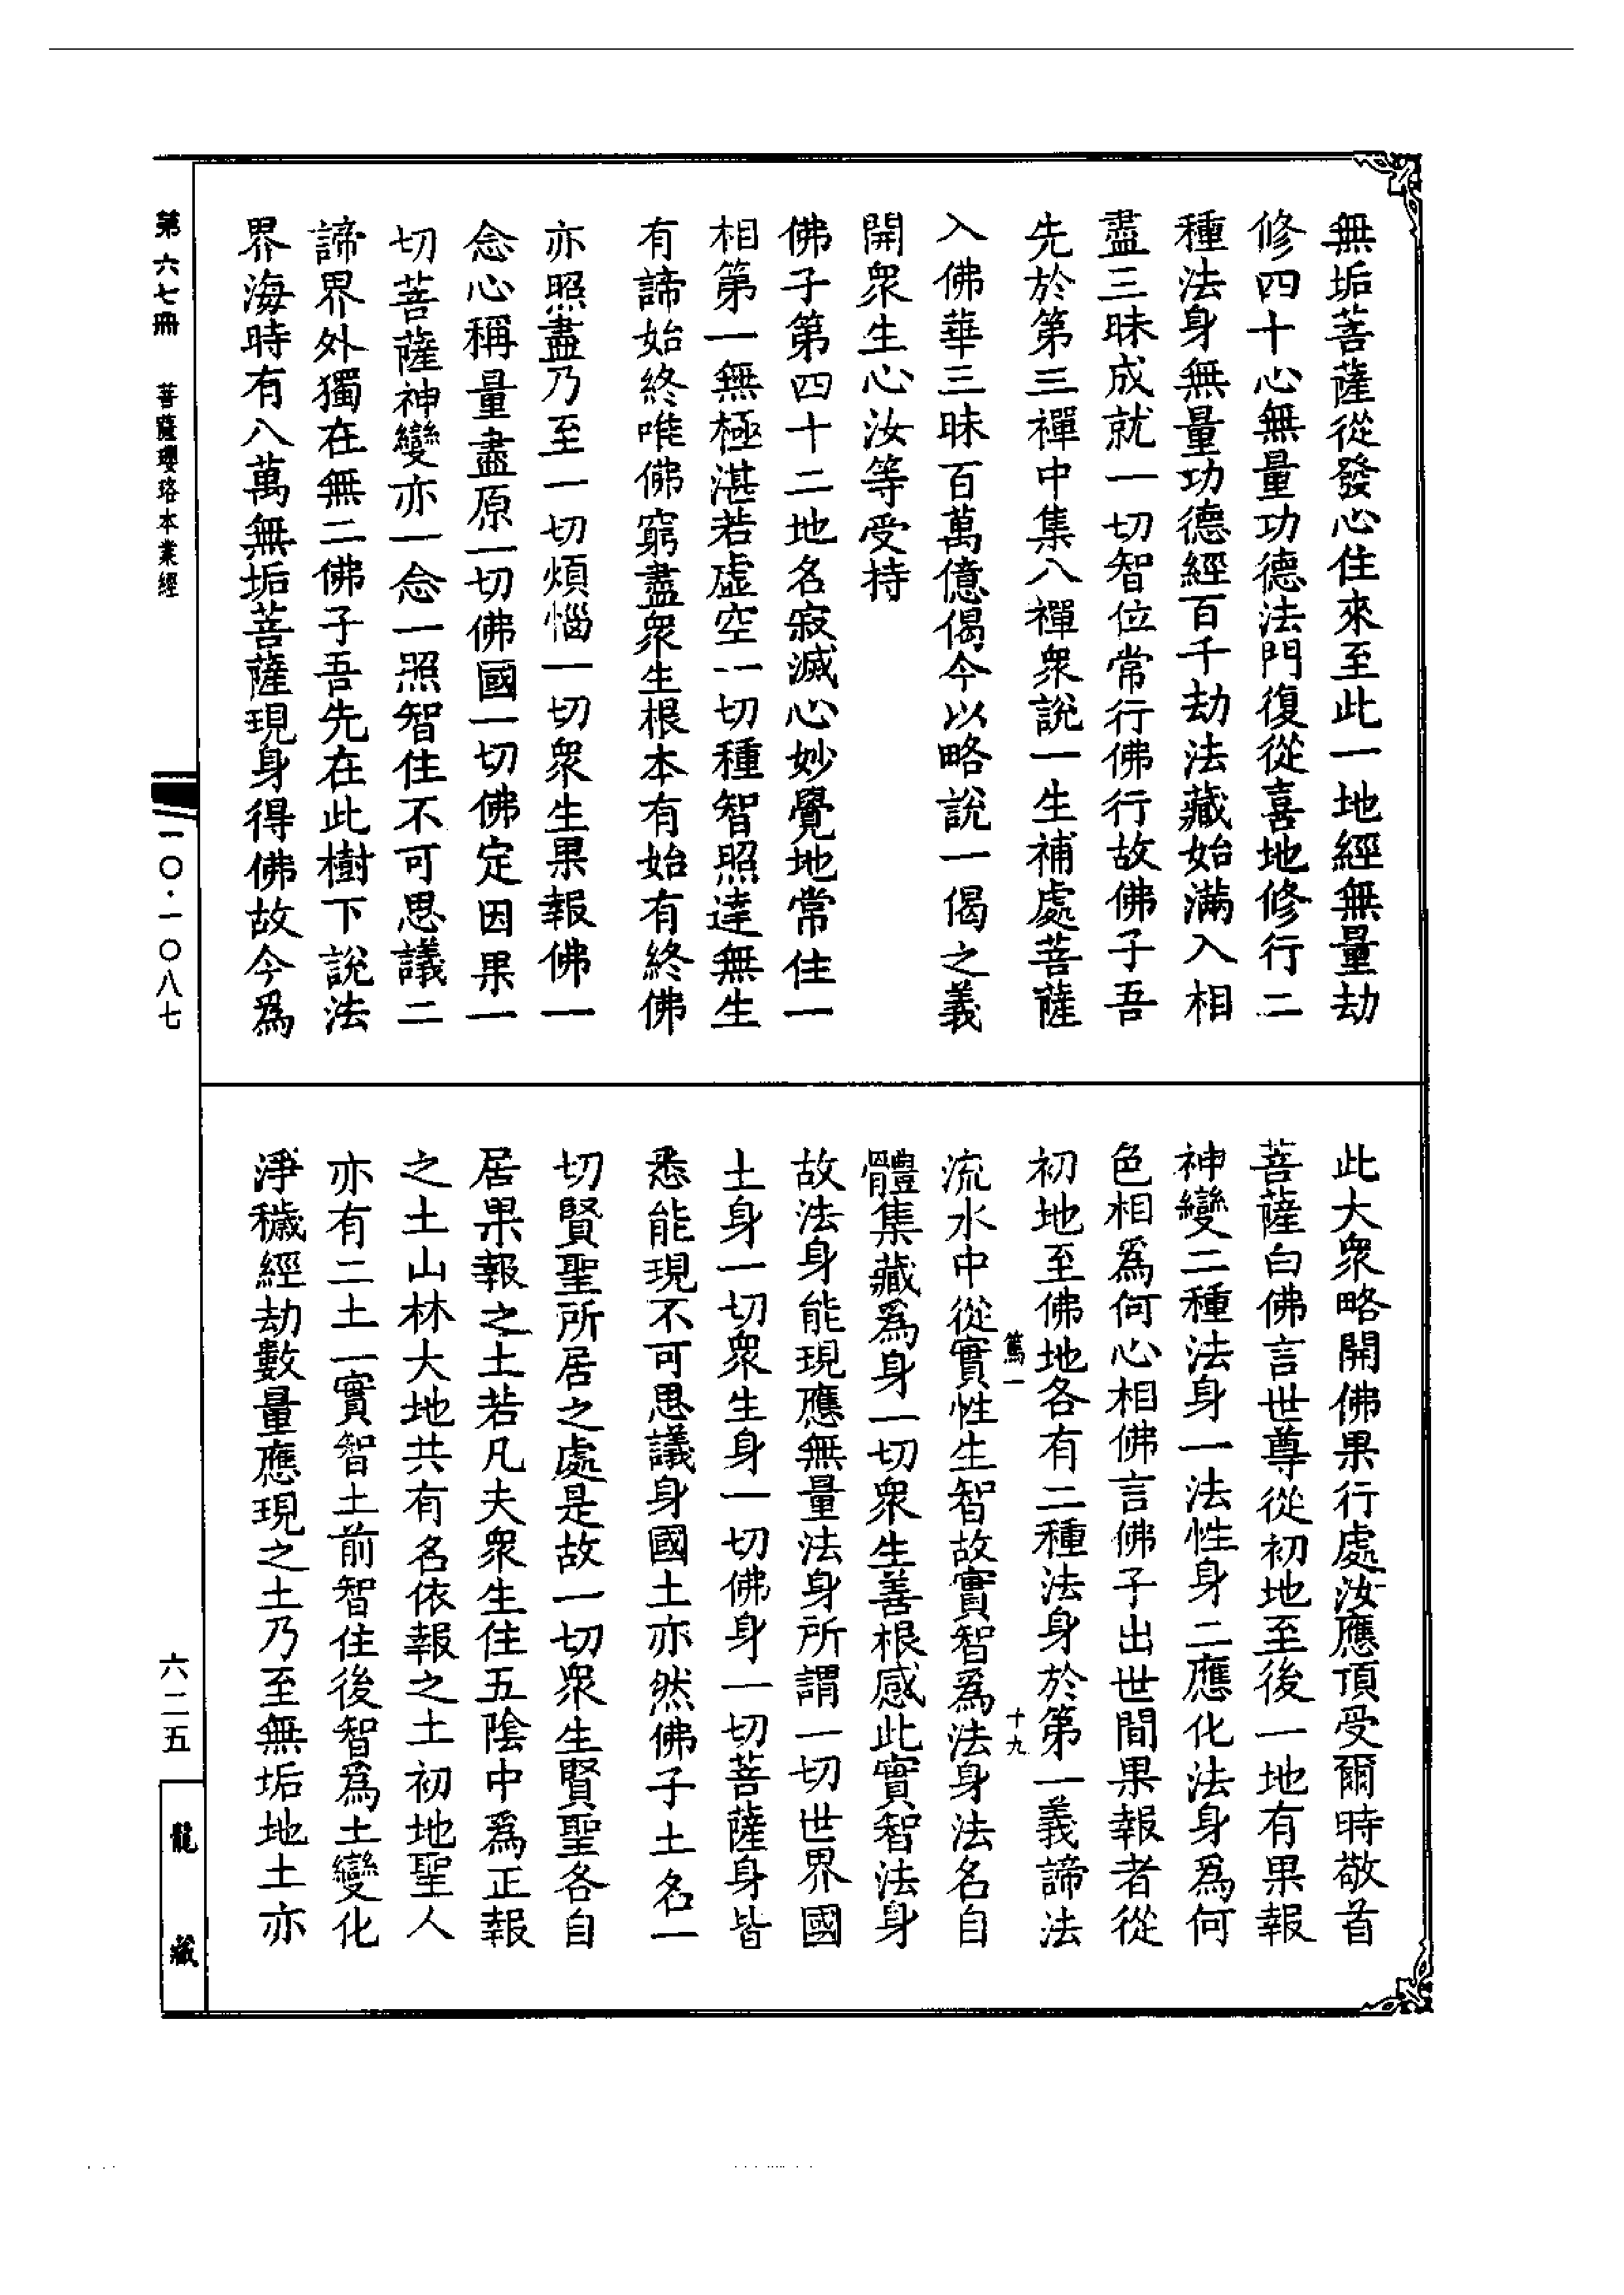 無垢菩薩從發心住來至此一地經無量劫
修四十心無量功德法門復從喜地修行二
種法身無量功德經百千劫法藏始滿入相
盡三昧成就一切智位常行佛行故佛子吾
先於第三禪中集八禪衆說一生補處菩薩
入佛華三昧百萬億偈今以略說一偈之義
開衆生心汝等受持
佛子第四十二地名寂滅心妙覺地常住一
相第一無極湛若虛空一切種智照達無生
有諦始終唯佛窮盡衆生根本有始有終佛
亦照盡乃至一切煩惱一切衆生果報佛一
念心稱量盡原一切佛國一切佛定因果一
切菩薩神變亦一念一照智住不可思議二
諦界外獨在無二佛子吾先在此樹下說法
界海時有八萬無垢菩薩現身得佛故今爲
此大衆略開佛果行處汝應頂受爾時敬首
菩薩白佛言世尊從初地至後一地有果報
神變二種法身一法性身二應化法身爲何
色相爲何心相佛言佛子出世間果報者從
初地至佛地各有二種法身於第一義諦法
篤一
十九
流水中從實性生智故實智爲法身法名自
體集藏爲身一切衆生善根感此實智法身
故法身能現應無量法身所謂一切世界國
土身一切衆生身一切佛身一切菩薩身皆
悉能現不可思議身國土亦然佛子土名一
切賢聖所居之處是故一切衆生賢聖各自
居果報之土若凡夫衆生住五陰中爲正報
之土山林大地共有名依報之土初地聖人
亦有二土一實智土前智住後智爲土變化
淨穢經劫數量應現之土乃至無垢地土亦
第六七冊 菩薩瓔珞本業經
一〇·一〇八七
六二五
龍藏